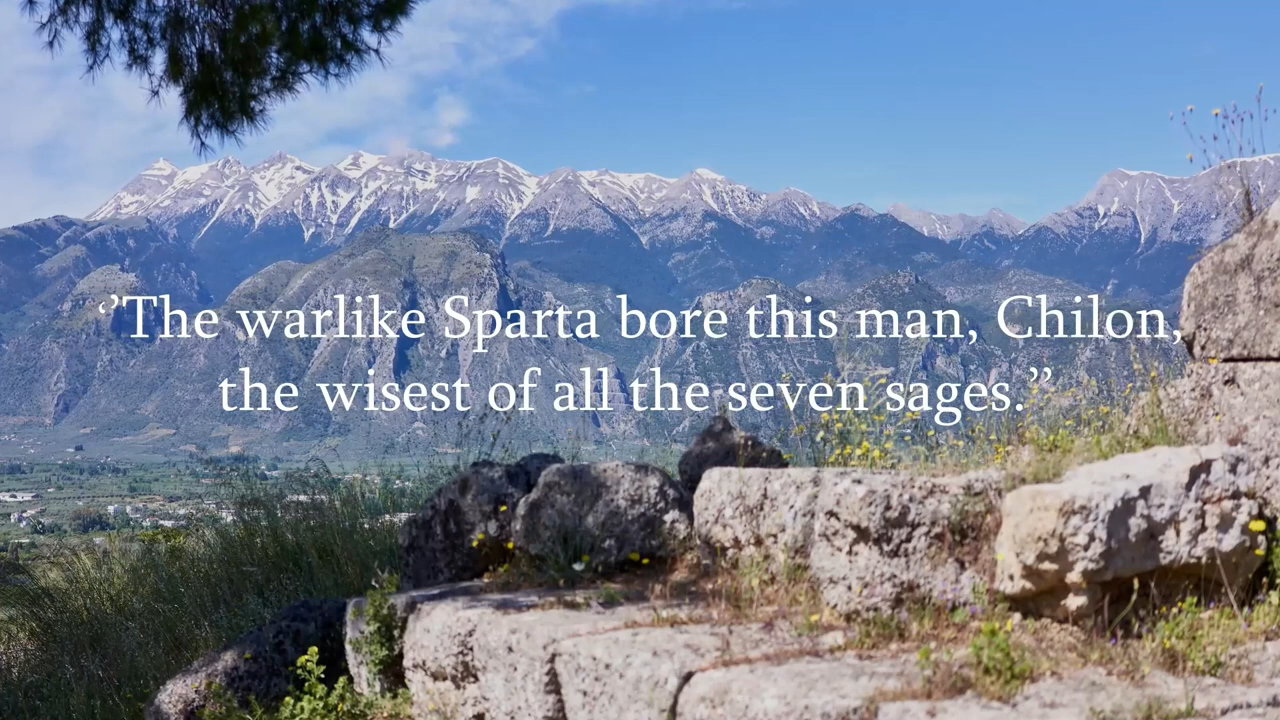 ‘’The warlike Sparta bore this man, Chilon,
the wisest of all the seven sages.’’